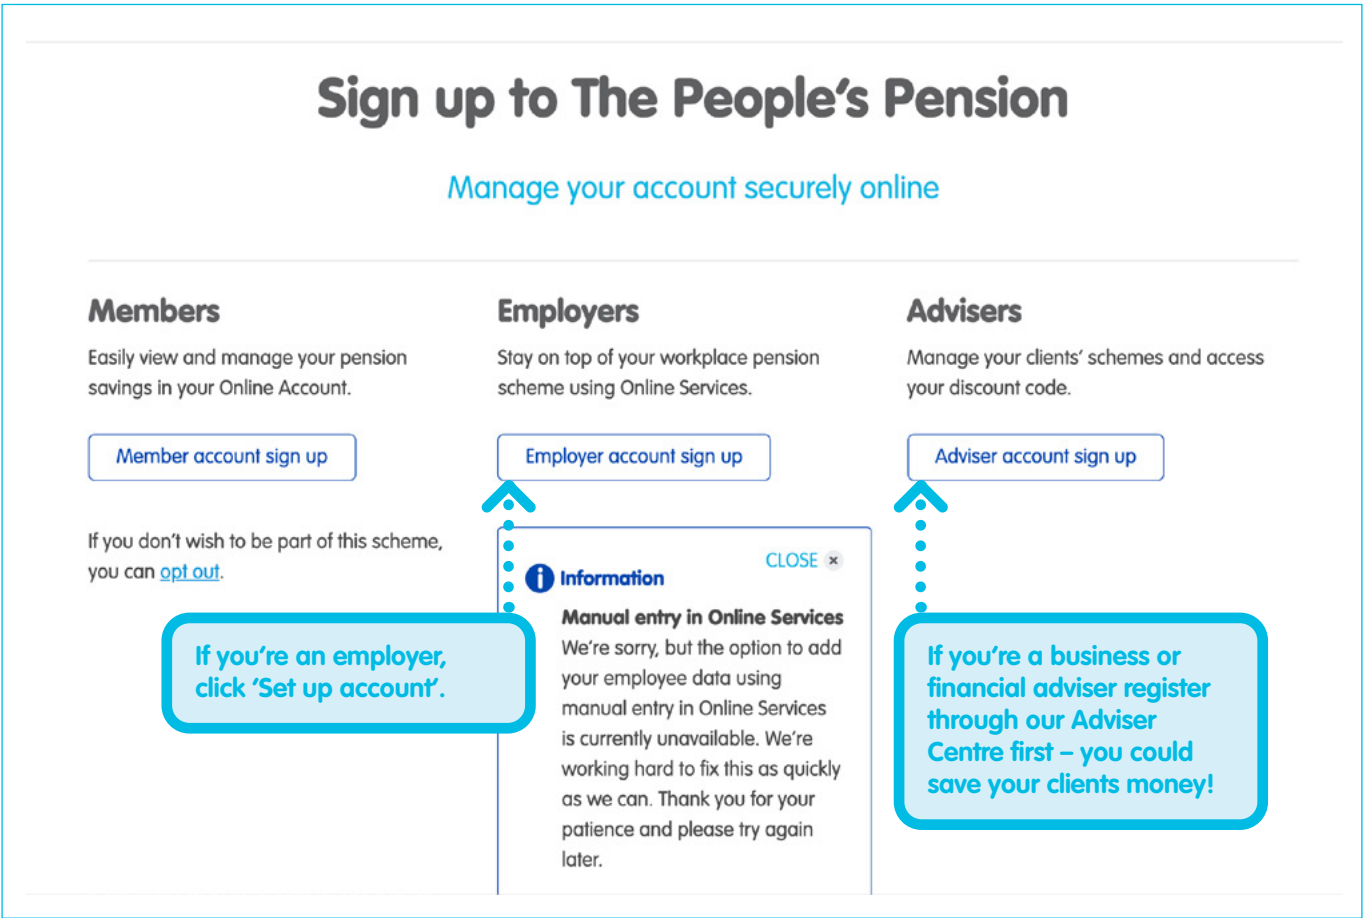 Sign up to The People's Pension
Manage your account securely online
Members
Easily view and manage your pension
savings in your Online Account.
Member account sign up
If you don't wish to be part of this scheme,
you can opt out.
Employers
Stay on top of your workplace pension
scheme using Online Services.
Employer account sign up
CLOSE ×
i Information
Manual entry in Online Services
We're sorry, but the option to add
your employee data using
manual entry in Online Services
is currently unavailable. We're
working hard to fix this as quickly
as we can. Thank you for your
patience and please try again
later.
If you're an employer,
click 'Set up account'.
Advisers
Manage your clients' schemes and access
your discount code.
Adviser account sign up
If you're a business or
financial adviser register
through our Adviser
Centre first – you could
save your clients money!